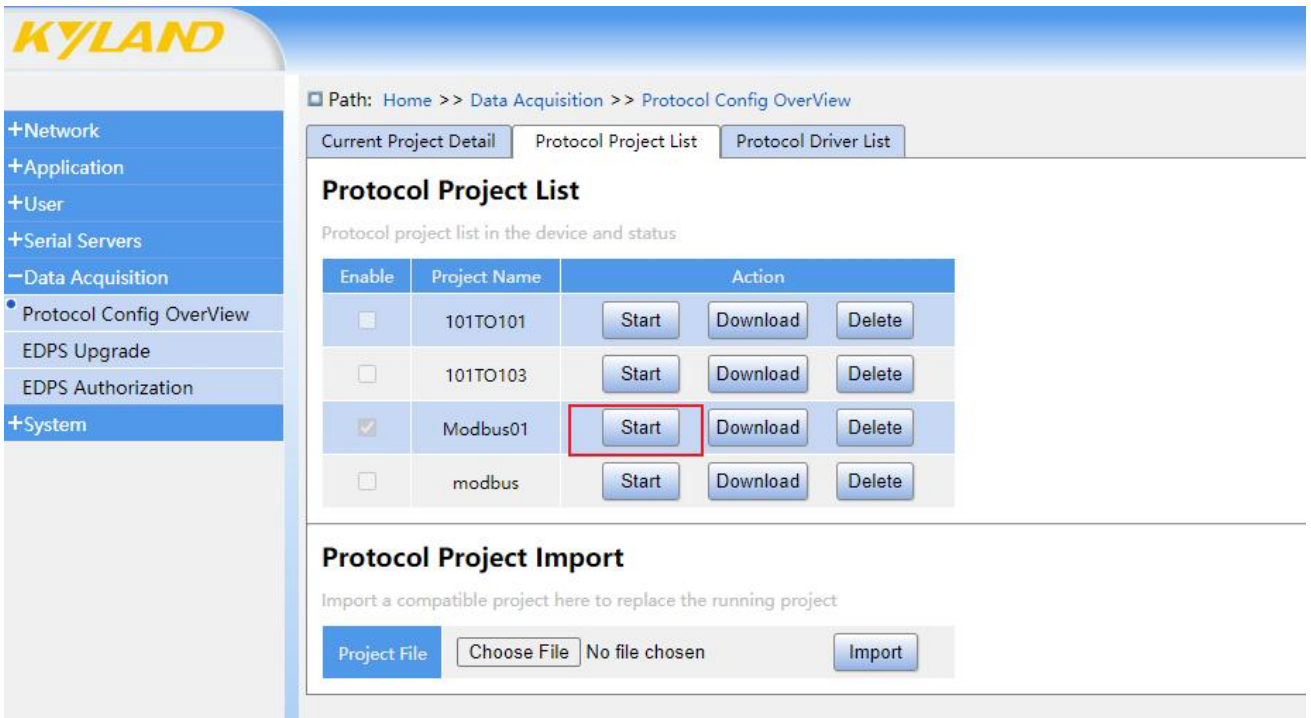 KYLAND
Path: Home >> Data Acquisition >> Protocol Config OverView
+Network
+Application
+User
+Serial Servers
−Data Acquisition
Protocol Config OverView
EDPS Upgrade
EDPS Authorization
+System
Current Project Detail Protocol Project List Protocol Driver List
Protocol Project List
Protocol project list in the device and status
Enable Project Name Action
101TO101 Start Download Delete
101TO103 Start Download Delete
Modbus01 Start Download Delete
modbus Start Download Delete
Protocol Project Import
Import a compatible project here to replace the running project
Project File Choose File No file chosen Import